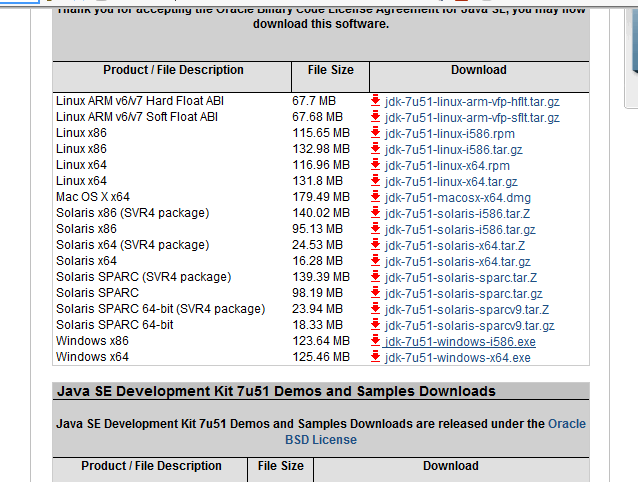 Thank you for accepting the Oracle Binary Code License Agreement for Java SE; you may now
download this software.
Product / File Description File Size Download
Linux ARM v6/v7 Hard Float ABI 67.7 MB jdk-7u51-linux-arm-vfp-hflt.tar.gz
Linux ARM v6/v7 Soft Float ABI 67.68 MB jdk-7u51-linux-arm-vfp-sflt.tar.gz
Linux x86 115.65 MB jdk-7u51-linux-i586.rpm
Linux x86 132.98 MB jdk-7u51-linux-i586.tar.gz
Linux x64 116.96 MB jdk-7u51-linux-x64.rpm
Linux x64 131.8 MB jdk-7u51-linux-x64.tar.gz
Mac OS X x64 179.49 MB jdk-7u51-macosx-x64.dmg
Solaris x86 (SVR4 package) 140.02 MB jdk-7u51-solaris-i586.tar.Z
Solaris x86 95.13 MB jdk-7u51-solaris-i586.tar.gz
Solaris x64 (SVR4 package) 24.53 MB jdk-7u51-solaris-x64.tar.Z
Solaris x64 16.28 MB jdk-7u51-solaris-x64.tar.gz
Solaris SPARC (SVR4 package) 139.39 MB jdk-7u51-solaris-sparc.tar.Z
Solaris SPARC 98.19 MB jdk-7u51-solaris-sparc.tar.gz
Solaris SPARC 64-bit (SVR4 package) 23.94 MB jdk-7u51-solaris-sparcv9.tar.Z
Solaris SPARC 64-bit 18.33 MB jdk-7u51-solaris-sparcv9.tar.gz
Windows x86 123.64 MB jdk-7u51-windows-i586.exe
Windows x64 125.46 MB jdk-7u51-windows-x64.exe
Java SE Development Kit 7u51 Demos and Samples Downloads
Java SE Development Kit 7u51 Demos and Samples Downloads are released under the Oracle
BSD License
Product / File Description File Size Download